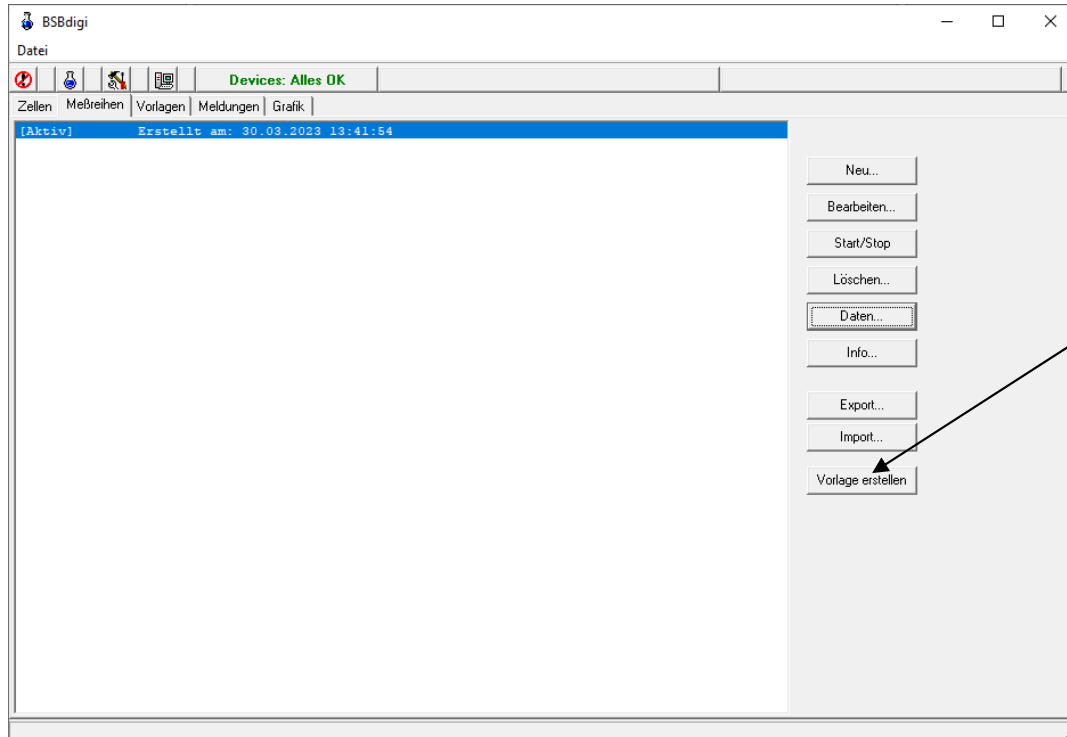 BSBdigi
Datei
Devices: Alles OK
Zellen Meßreihen Vorlagen Meldungen Grafik
[Aktiv] Erstellt am: 30.03.2023 13:41:54
Neu...
Bearbeiten...
Start/Stop
Löschen...
Daten...
Info...
Export...
Import...
Vorlage erstellen